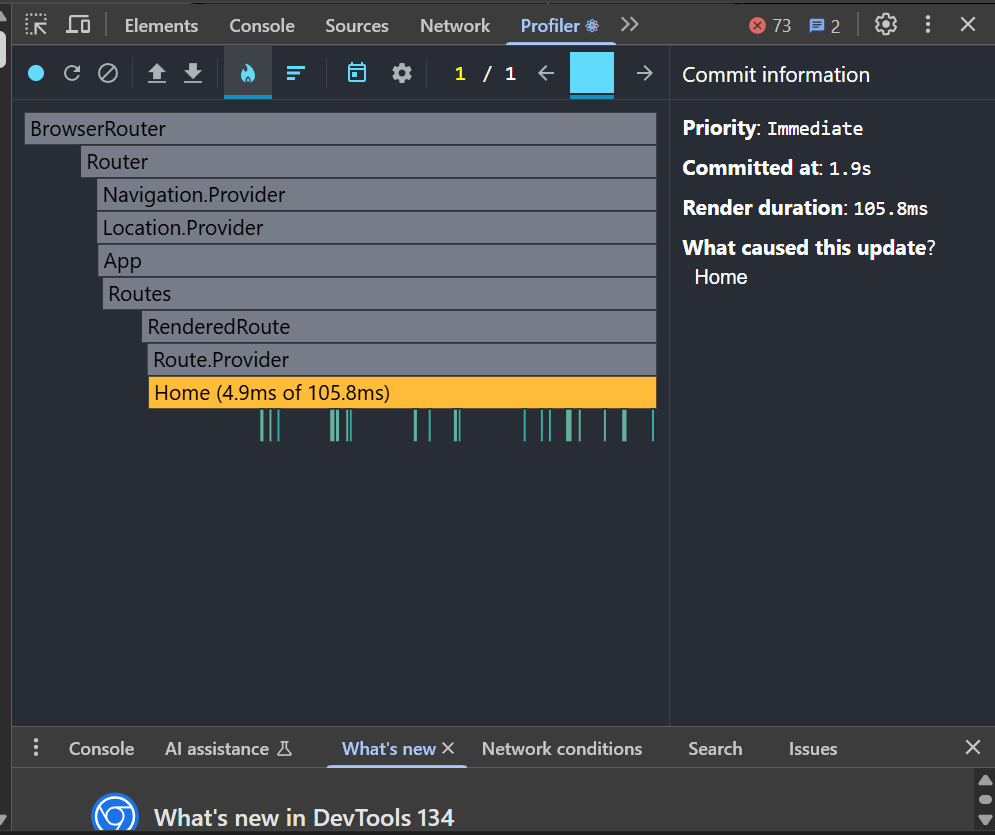 Elements Console Sources Network Profiler 73 2
1 / 1
Commit information
BrowserRouter
Router
Navigation.Provider
Location.Provider
App
Routes
RenderedRoute
Route.Provider
Home (4.9ms of 105.8ms)
Priority: Immediate
Committed at: 1.9s
Render duration: 105.8ms
What caused this update?
Home
Console AI assistance What's new Network conditions Search Issues
What's new in DevTools 134